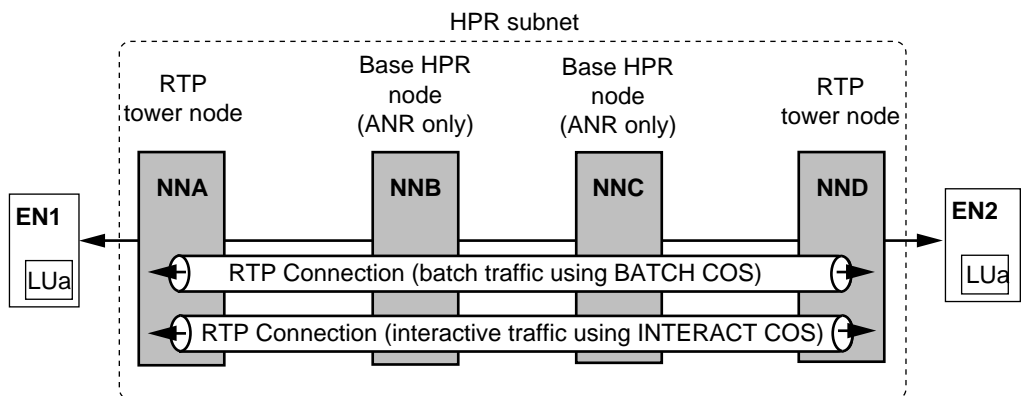 HPR subnet
RTP
tower node
Base HPR
node
(ANR only)
Base HPR
node
(ANR only)
RTP
tower node
NNA
NNB
NNC
NND
EN1
LUa
EN2
LUa
RTP Connection (batch traffic using BATCH COS)
RTP Connection (interactive traffic using INTERACT COS)